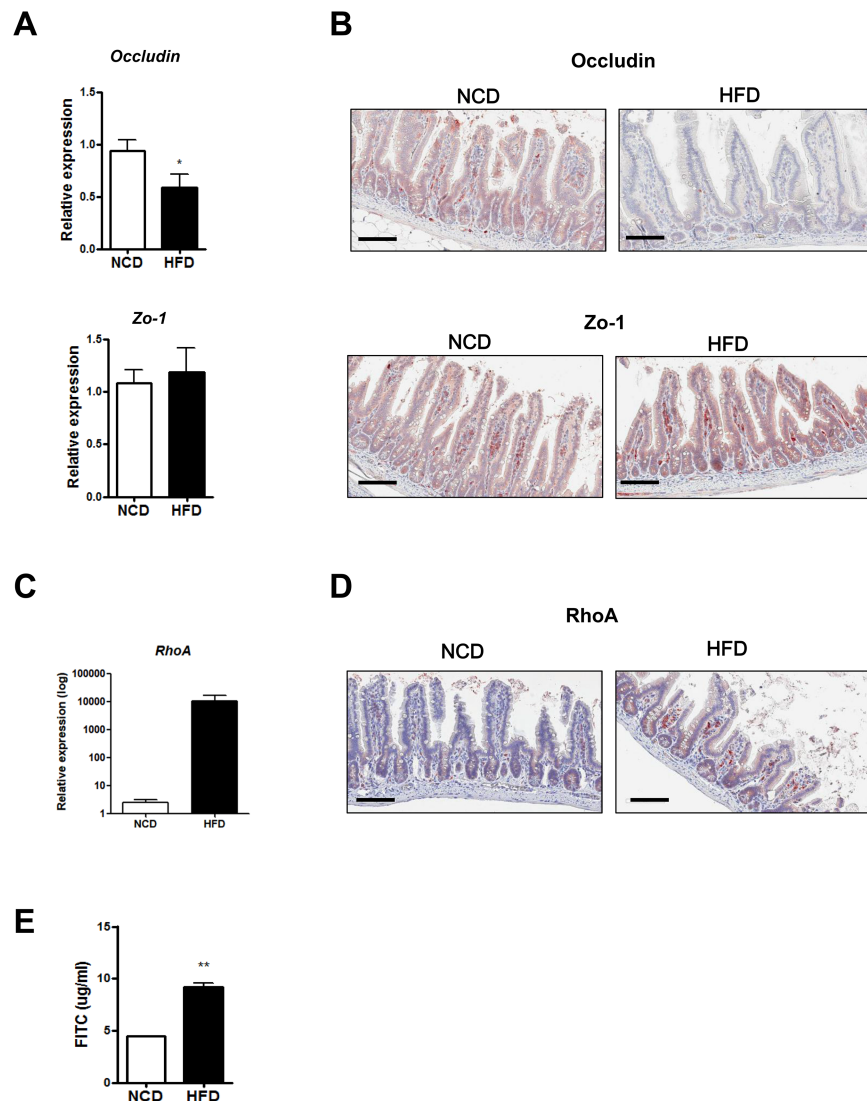 A
Occludin
Relative expression
1.5
1.0
0.5
0.0
*
NCD HFD
Zo-1
Relative expression
1.5
1.0
0.5
0.0
NCD HFD
B
Occludin
NCD HFD
Zo-1
NCD HFD
C
RhoA
Relative expression (log)
100000
10000
1000
100
10
1
NCD HFD
D
RhoA
NCD HFD
E
FITC (ug/ml)
15
10
5
0
**
NCD HFD